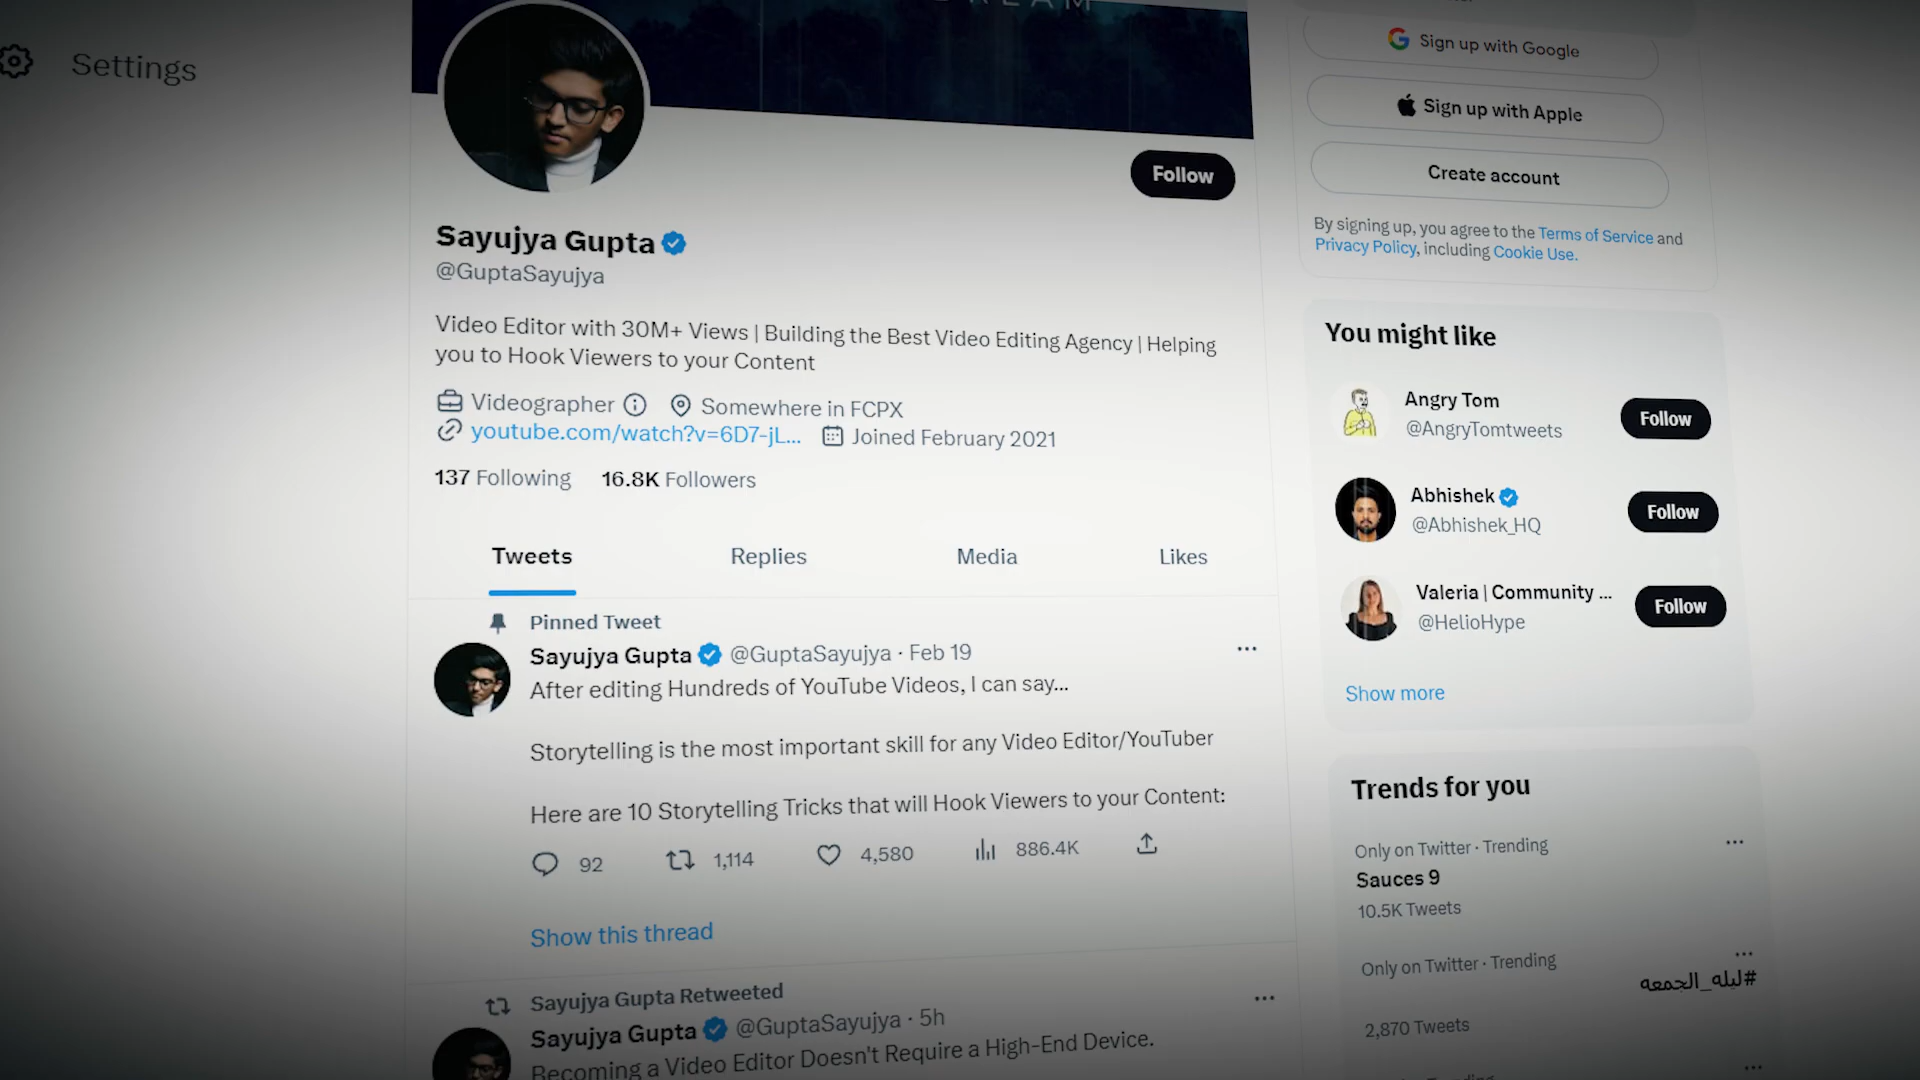 Settings
Sayujya Gupta
@GuptaSayujya
Video Editor with 30M+ Views | Building the Best Video Editing Agency | Helping
you to Hook Viewers to your Content
Videographer
Somewhere in FCPX
youtube.com/watch?v=6D7-jL...
Joined February 2021
137 Following
16.8K Followers
Follow
Tweets
Replies
Media
Likes
Pinned Tweet
Sayujya Gupta @GuptaSayujya · Feb 19
After editing Hundreds of YouTube Videos, I can say...
Storytelling is the most important skill for any Video Editor/YouTuber
Here are 10 Storytelling Tricks that will Hook Viewers to your Content:
92
1,114
4,580
886.4K
Show this thread
Sayujya Gupta Retweeted
Sayujya Gupta @GuptaSayujya · 5h
Becoming a Video Editor Doesn't Require a High-End Device.
Sign up with Google
Sign up with Apple
Create account
By signing up, you agree to the Terms of Service and
Privacy Policy, including Cookie Use.
You might like
Angry Tom
@AngryTomtweets
Follow
Abhishek
@Abhishek_HQ
Follow
Valeria | Community ...
@HelioHype
Follow
Show more
Trends for you
Only on Twitter · Trending
Sauces 9
10.5K Tweets
Only on Twitter · Trending
#ليله_الجمعه
2,870 Tweets